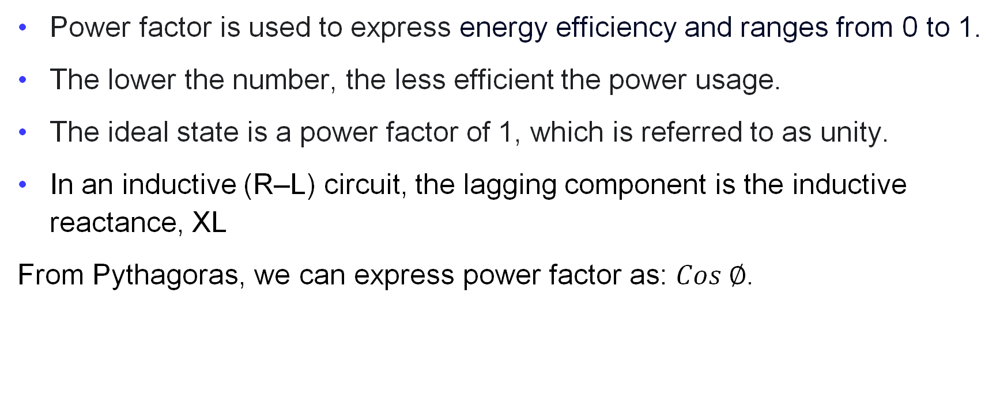 • Power factor is used to express energy efficiency and ranges from 0 to 1.
• The lower the number, the less efficient the power usage.
• The ideal state is a power factor of 1, which is referred to as unity.
• In an inductive (R–L) circuit, the lagging component is the inductive
reactance, XL
From Pythagoras, we can express power factor as: Cos ∅.